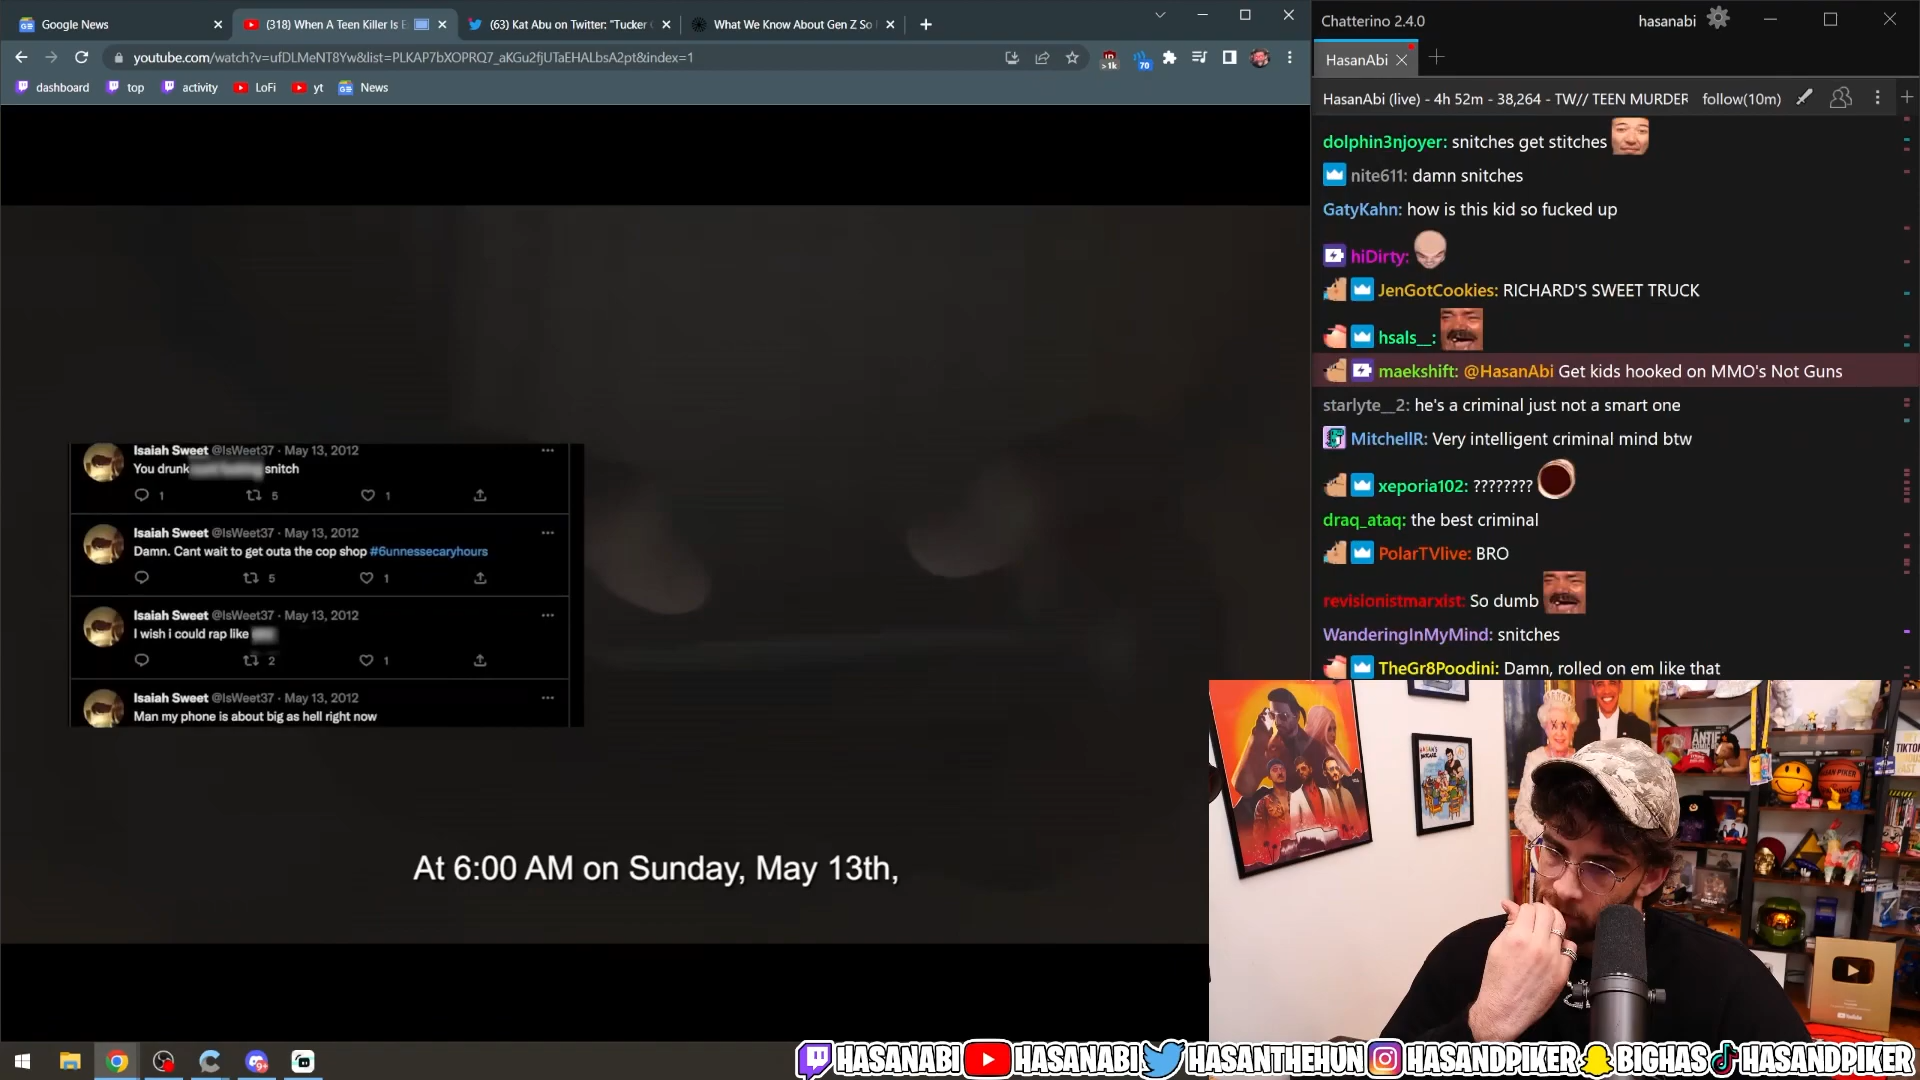 Google News
(318) When A Teen Killer Is E
(63) Kat Abu on Twitter: "Tucker C
What We Know About Gen Z So
youtube.com/watch?v=ufDLMeNT8Yw&list=PLKAP7bXOPRQ7_aKGu2fjUTaEHALbsA2pt&index=1
>1k
70
dashboard
top
activity
LoFi
yt
News
Isaiah Sweet @IsWeet37 · May 13, 2012
You drunk snitch
1 5 1
Isaiah Sweet @IsWeet37 · May 13, 2012
Damn. Cant wait to get outa the cop shop #6unnessecaryhours
5 1
Isaiah Sweet @IsWeet37 · May 13, 2012
I wish i could rap like
2 1
Isaiah Sweet @IsWeet37 · May 13, 2012
Man my phone is about big as hell right now
At 6:00 AM on Sunday, May 13th,
Chatterino 2.4.0
hasanabi
HasanAbi
HasanAbi (live) - 4h 52m - 38,264 - TW// TEEN MURDER
follow(10m)
dolphin3njoyer: snitches get stitches
nite611: damn snitches
GatyKahn: how is this kid so fucked up
hiDirty:
JenGotCookies: RICHARD'S SWEET TRUCK
hsals__:
maekshift: @HasanAbi Get kids hooked on MMO's Not Guns
starlyte__2: he's a criminal just not a smart one
MitchellR: Very intelligent criminal mind btw
xeporia102: ????????
draq_ataq: the best criminal
PolarTVlive: BRO
revisionistmarxist: So dumb
WanderingInMyMind: snitches
TheGr8Poodini: Damn, rolled on em like that
HASANABI
HASANABI
HASANTHEHUN
HASANDPIKER
BIGHAS
HASANDPIKER